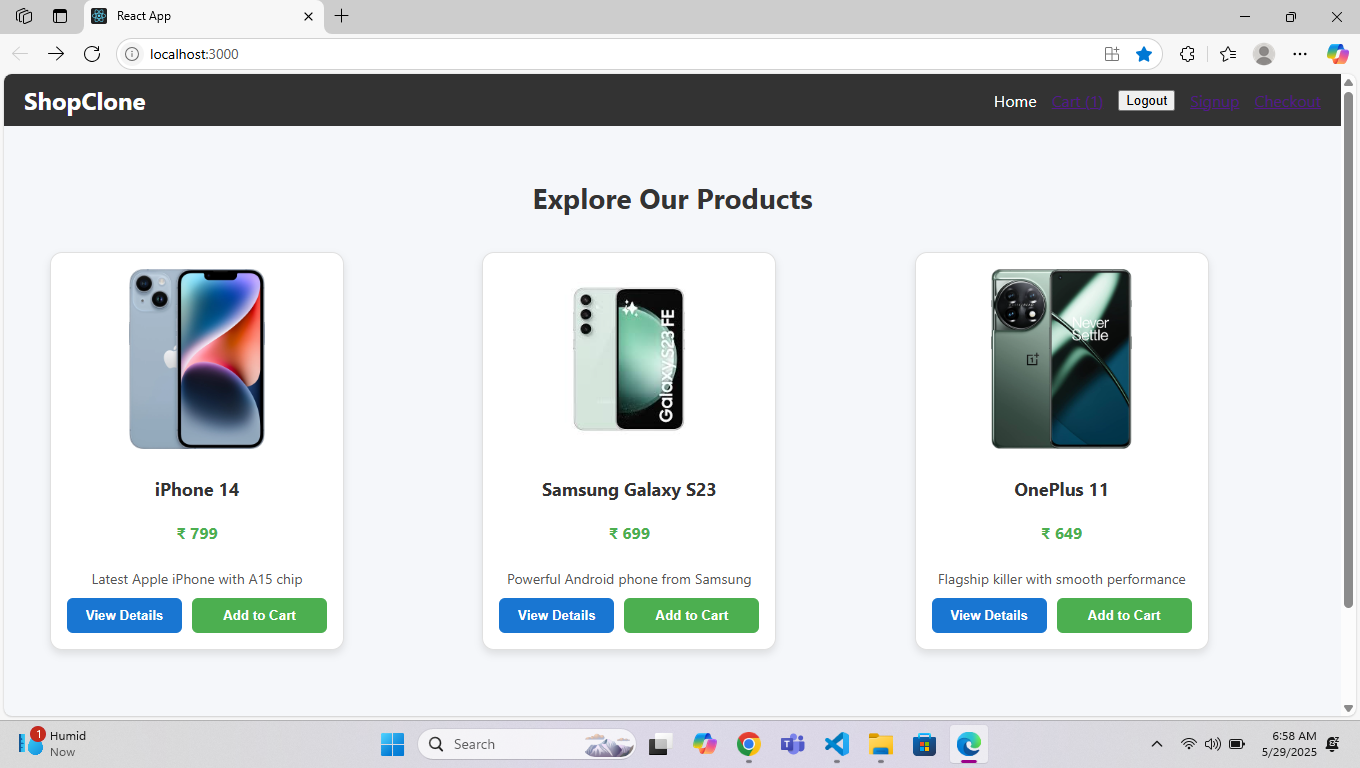 React App
localhost:3000
ShopClone
Home Cart (1) Logout Signup Checkout
Explore Our Products
Galaxy S23 FE
Never
Settle
iPhone 14
₹ 799
Latest Apple iPhone with A15 chip
View Details Add to Cart
Samsung Galaxy S23
₹ 699
Powerful Android phone from Samsung
View Details Add to Cart
OnePlus 11
₹ 649
Flagship killer with smooth performance
View Details Add to Cart
1
Humid
Now
Search
6:58 AM
5/29/2025